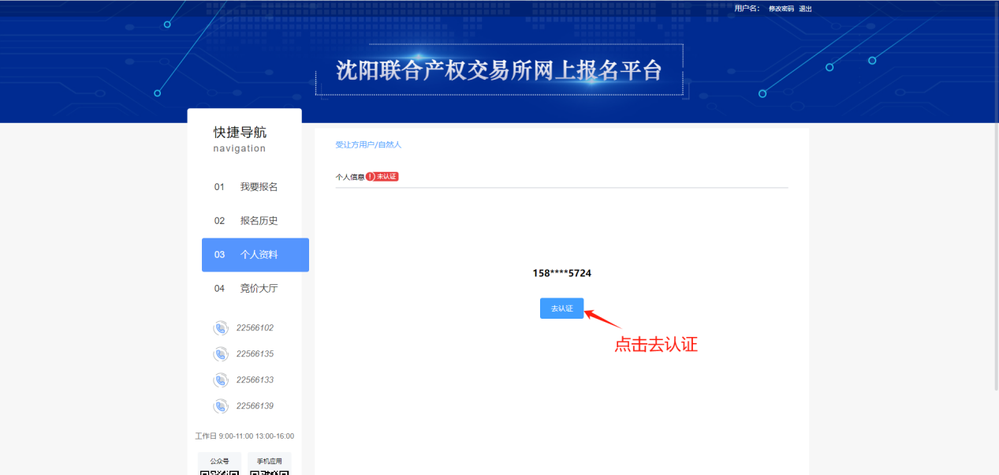 用户名： 修改密码 退出
沈阳联合产权交易所网上报名平台
快捷导航
navigation
01 我要报名
02 报名历史
03 个人资料
04 竞价大厅
22566102
22566135
22566133
22566139
工作日 9:00-11:00 13:00-16:00
公众号 手机应用
受让方用户/自然人
个人信息 ! 未认证
158****5724
去认证
点击去认证